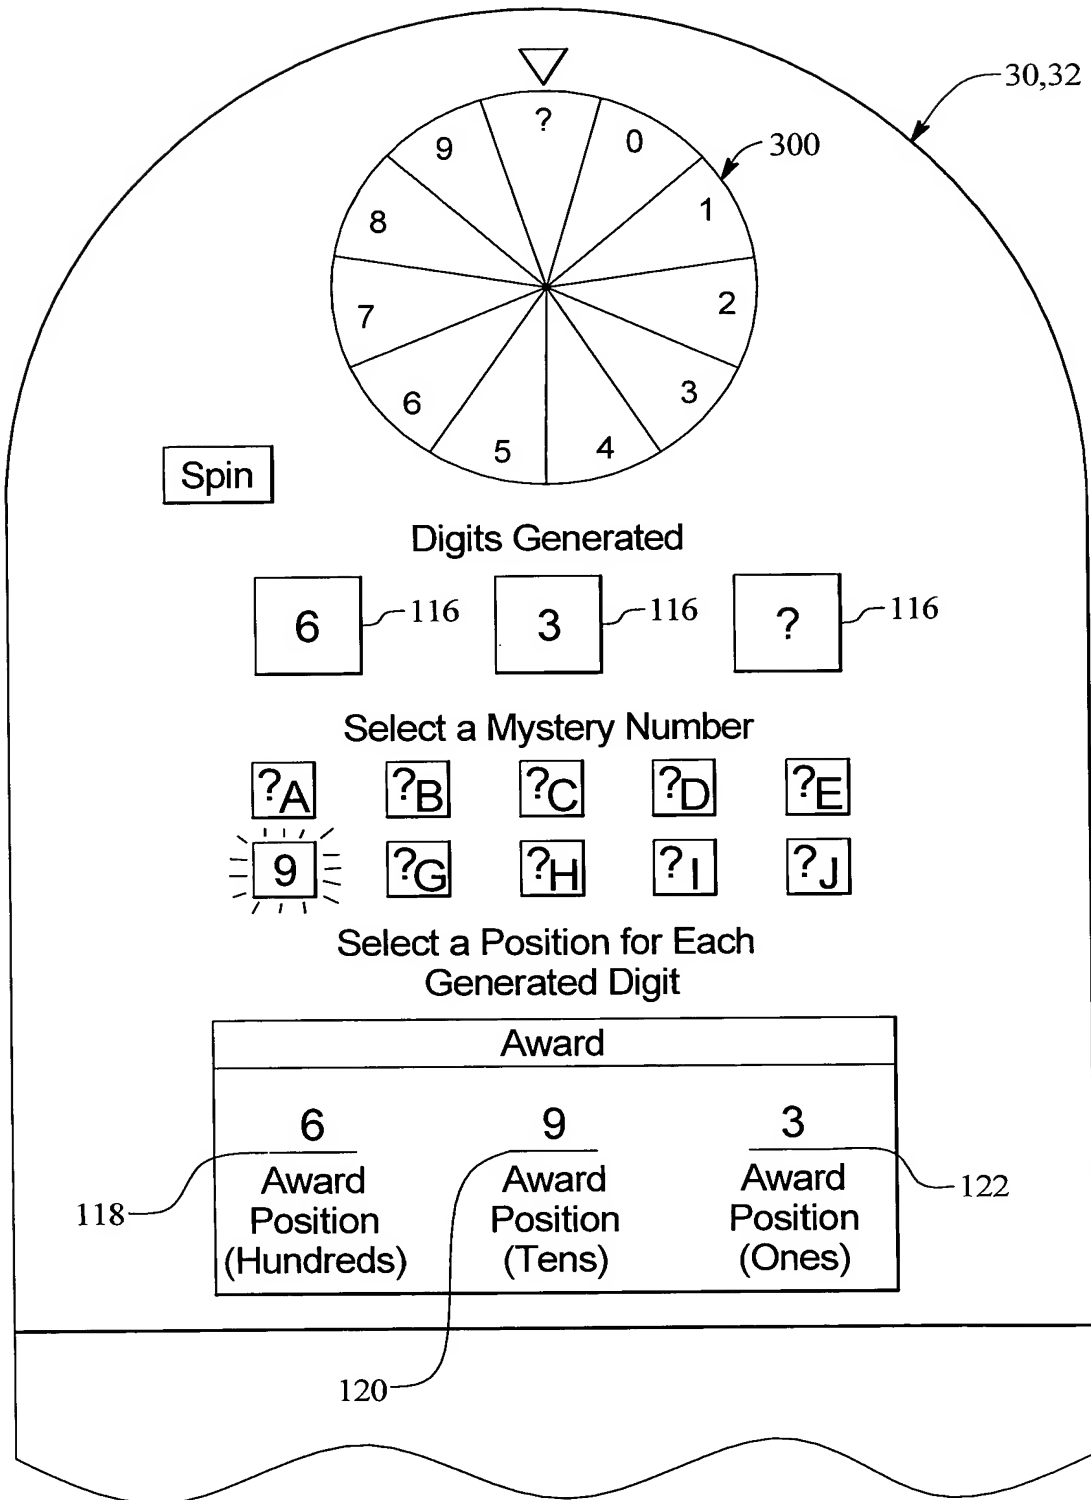 30,32
?
9
0
300
8
1
7
2
6
3
5
4
Spin
Digits Generated
6 116 3 116 ? 116
Select a Mystery Number
?A ?B ?C ?D ?E
9 ?G ?H ?I ?J
Select a Position for Each
Generated Digit
Award
6 9 3
118 Award Award Award 122
Position Position Position
(Hundreds) (Tens) (Ones)
120